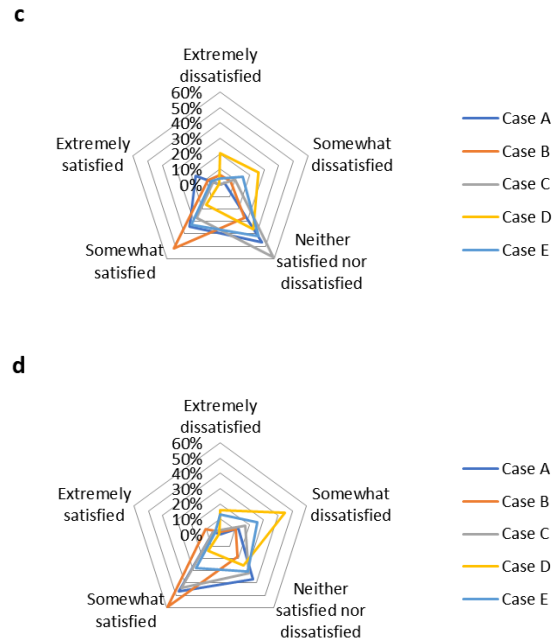 c
Extremely
dissatisfied
60%
50%
40%
30%
20%
10%
0%
Somewhat
dissatisfied
Neither
satisfied nor
dissatisfied
Somewhat
satisfied
Extremely
satisfied
Case A
Case B
Case C
Case D
Case E
d
Extremely
dissatisfied
60%
50%
40%
30%
20%
10%
0%
Somewhat
dissatisfied
Neither
satisfied nor
dissatisfied
Somewhat
satisfied
Extremely
satisfied
Case A
Case B
Case C
Case D
Case E